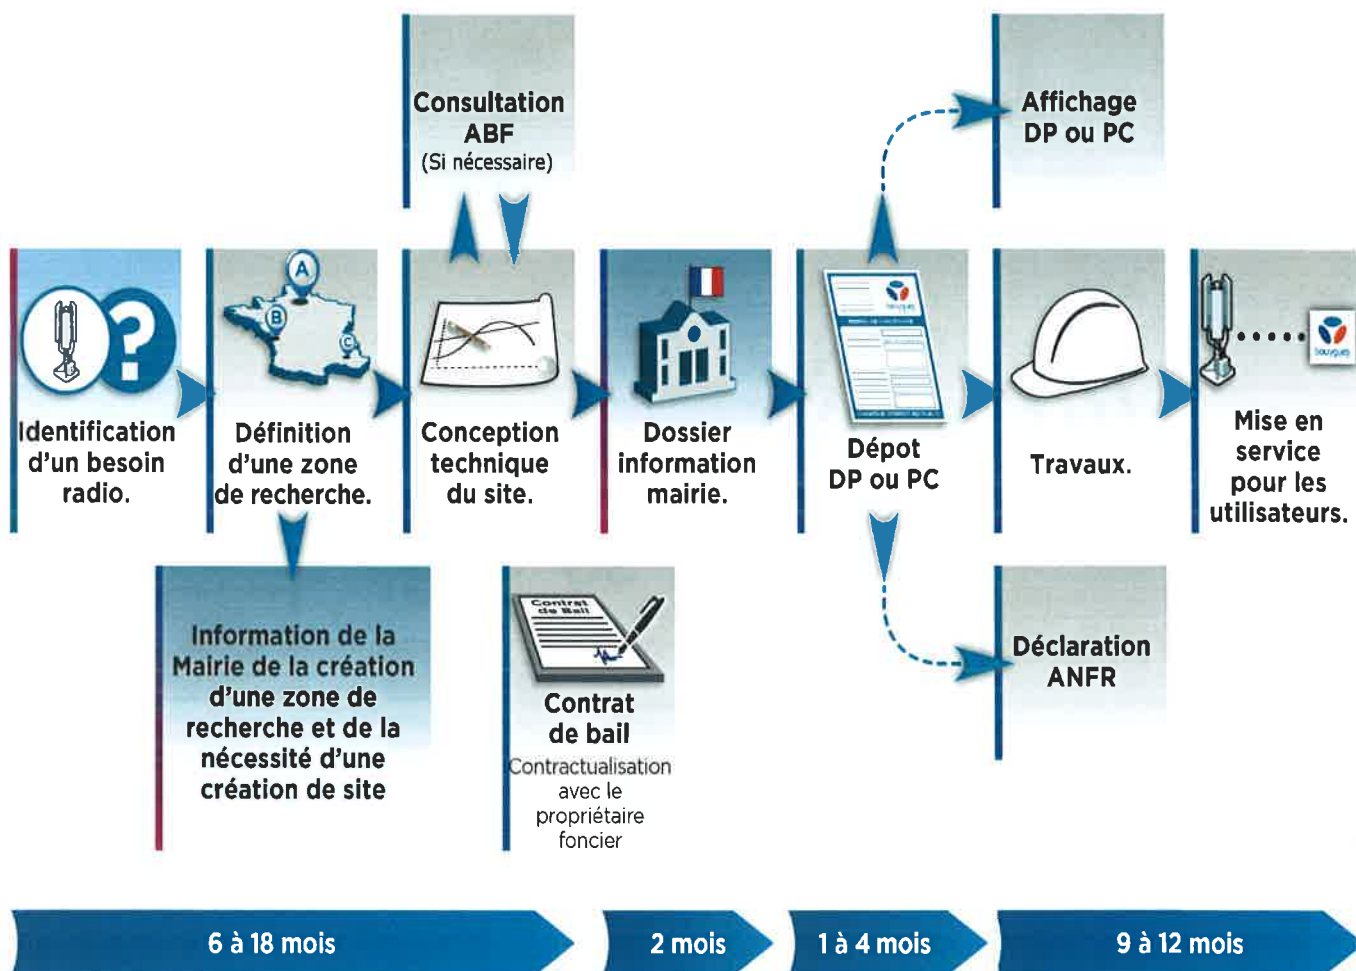 Consultation
ABF
(Si nécessaire)
Affichage
DP ou PC
A
B
C
bouygues
bouygues
Identification
d'un besoin
radio.
Définition
d'une zone
de recherche.
Conception
technique
du site.
Dossier
information
mairie.
Dépot
DP ou PC
Travaux.
Mise en
service
pour les
utilisateurs.
Information de la
Mairie de la création
d'une zone de
recherche et de la
nécessité d'une
création de site
Contrat
de Bail
Contrat
de bail
Contractualisation
avec le
propriétaire
foncier
Déclaration
ANFR
6 à 18 mois
2 mois
1 à 4 mois
9 à 12 mois